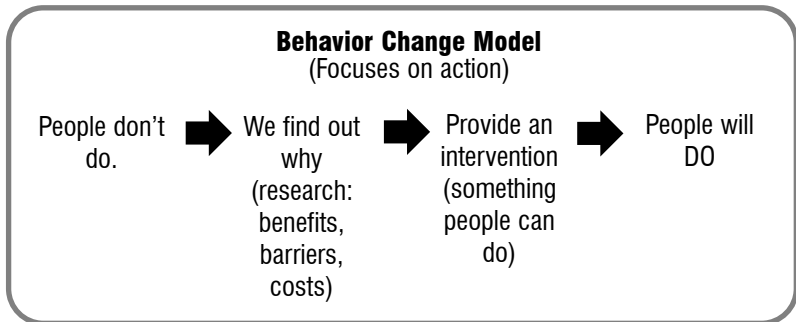 Behavior Change Model
(Focuses on action)
People don’t
do.
We find out
why
(research:
benefits,
barriers,
costs)
Provide an
intervention
(something
people can
do)
People will
DO